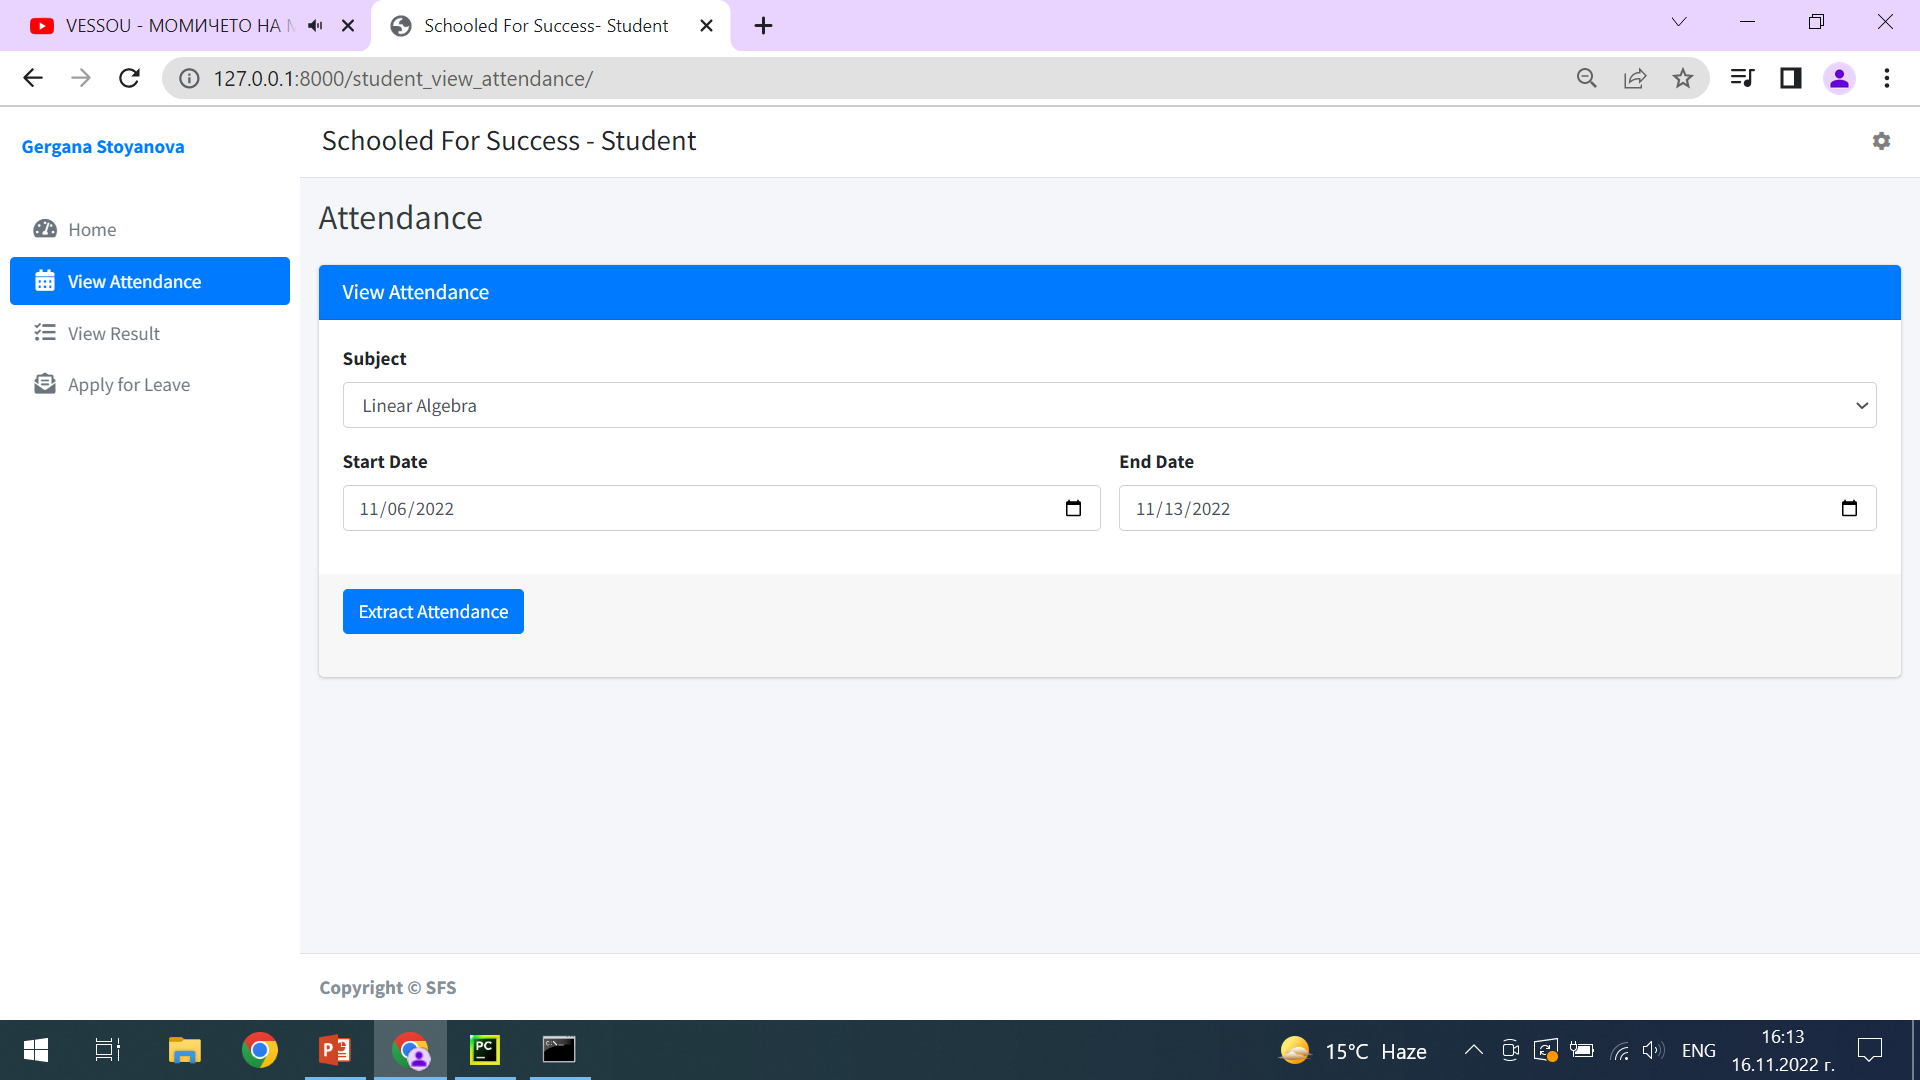 VESSOU - МОМИЧЕТО НА
Schooled For Success- Student
127.0.0.1:8000/student_view_attendance/
Gergana Stoyanova
Schooled For Success - Student
Home
View Attendance
View Result
Apply for Leave
Attendance
View Attendance
Subject
Linear Algebra
Start Date
End Date
11/06/2022
11/13/2022
Extract Attendance
Copyright © SFS
P
PC
15°C Haze
ENG
16:13
16.11.2022 г.